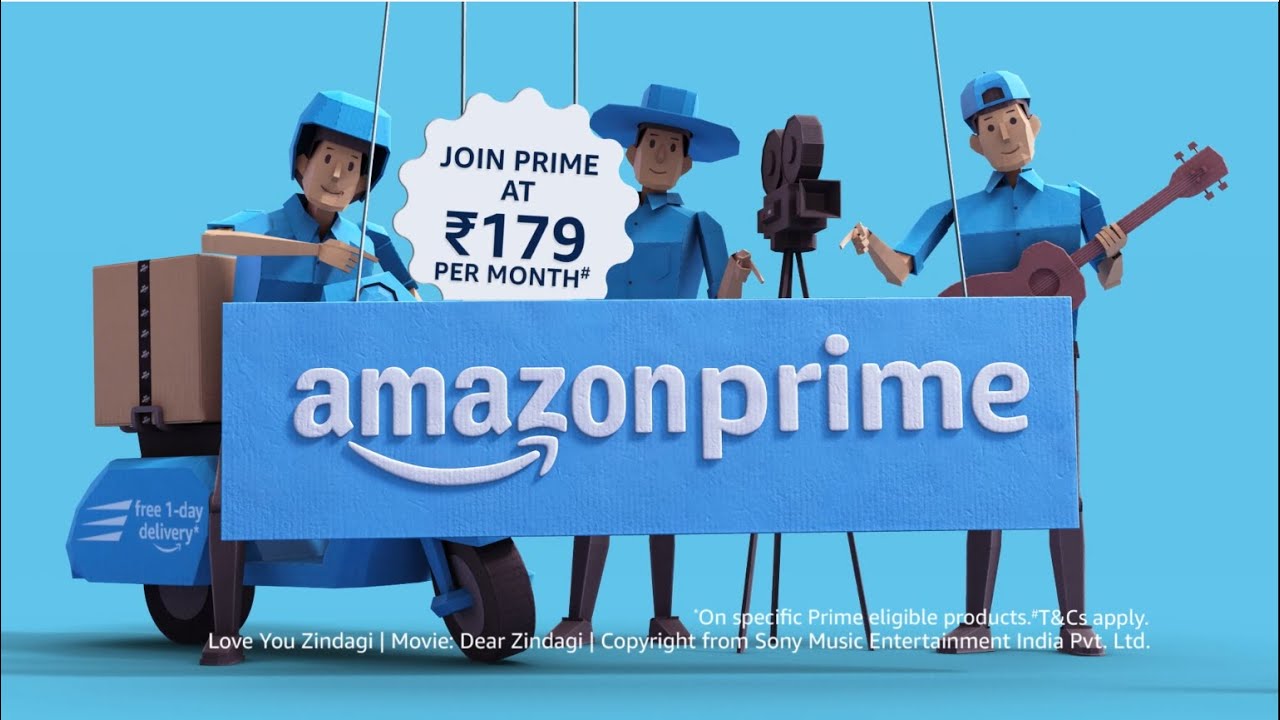 JOIN PRIME
AT
₹179
PER MONTH#
amazonprime
free 1-day
delivery*
*On specific Prime eligible products.#T&Cs apply.
Love You Zindagi | Movie: Dear Zindagi | Copyright from Sony Music Entertainment India Pvt. Ltd.